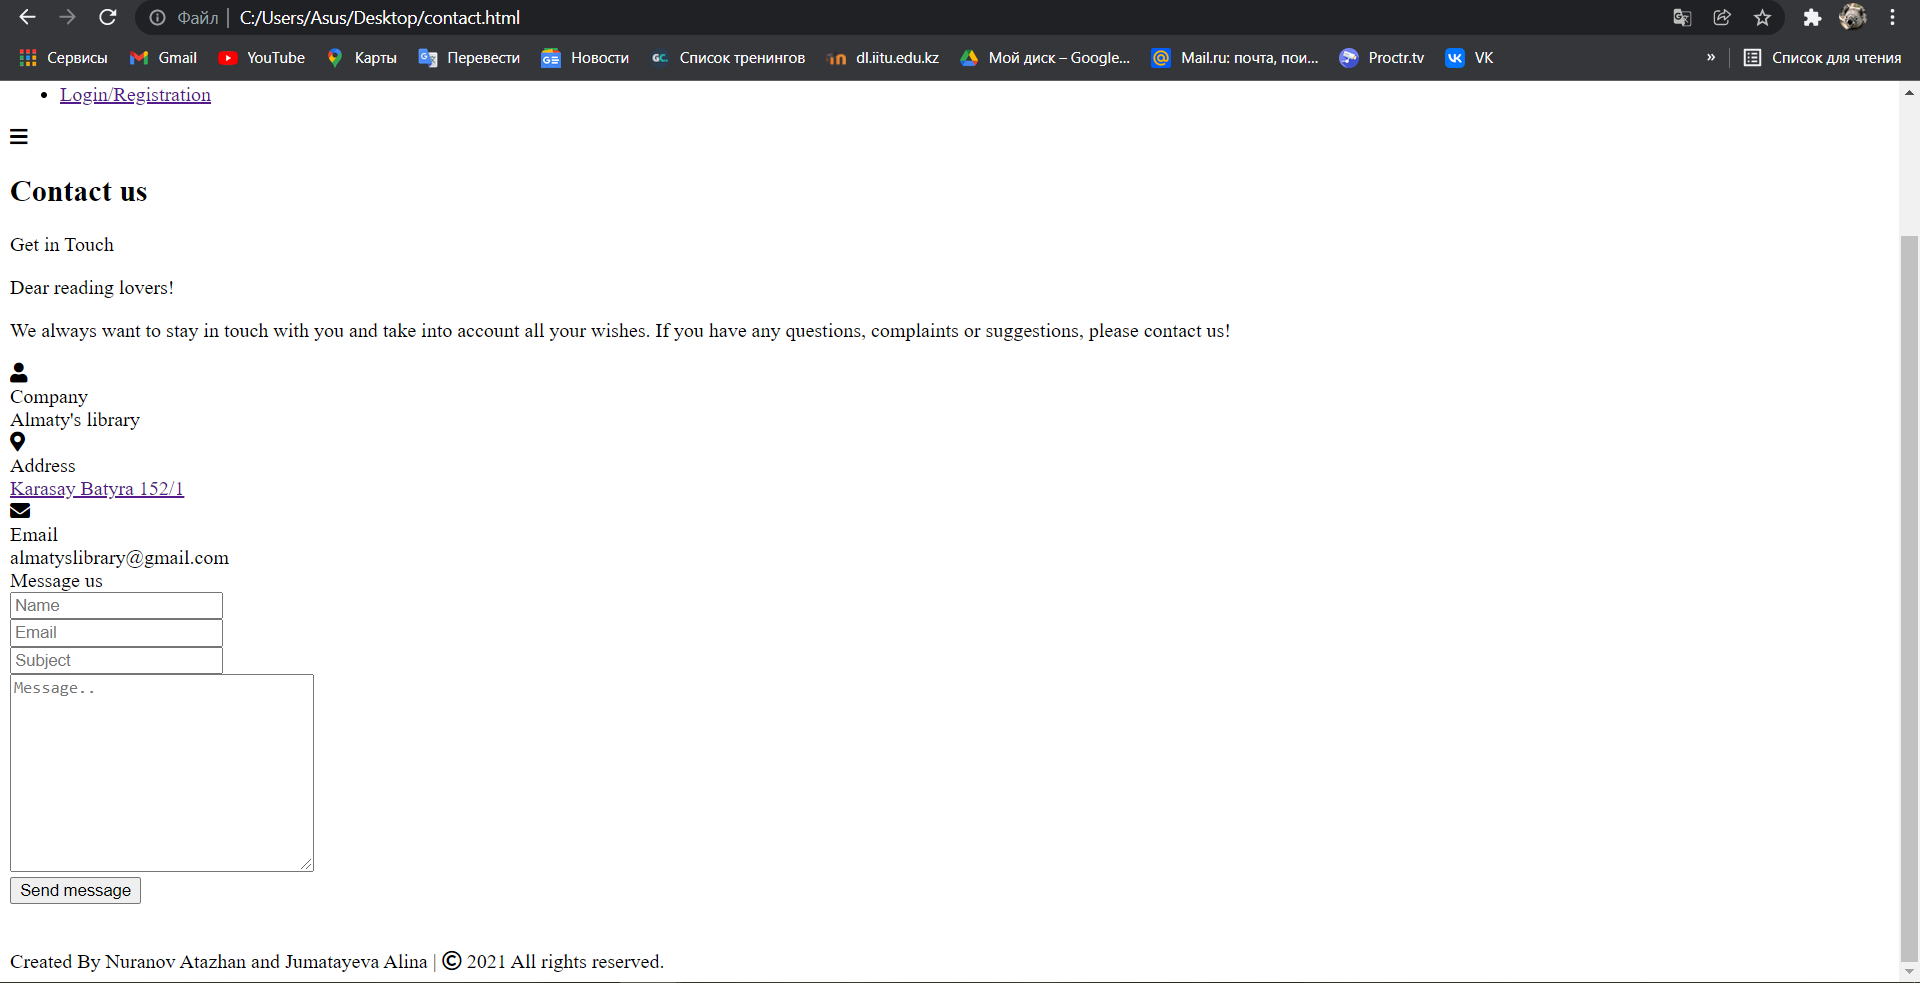 Файл | C:/Users/Asus/Desktop/contact.html
Сервисы Gmail YouTube Карты Перевести Новости GC Список тренингов dl.iitu.edu.kz Мой диск – Google... Mail.ru: почта, пои... Proctr.tv VK » Список для чтения
Login/Registration
Contact us
Get in Touch
Dear reading lovers!
We always want to stay in touch with you and take into account all your wishes. If you have any questions, complaints or suggestions, please contact us!
Company
Almaty's library
Address
Karasay Batyra 152/1
Email
almatyslibrary@gmail.com
Message us
Name
Email
Subject
Message..
Send message
Created By Nuranov Atazhan and Jumatayeva Alina | © 2021 All rights reserved.